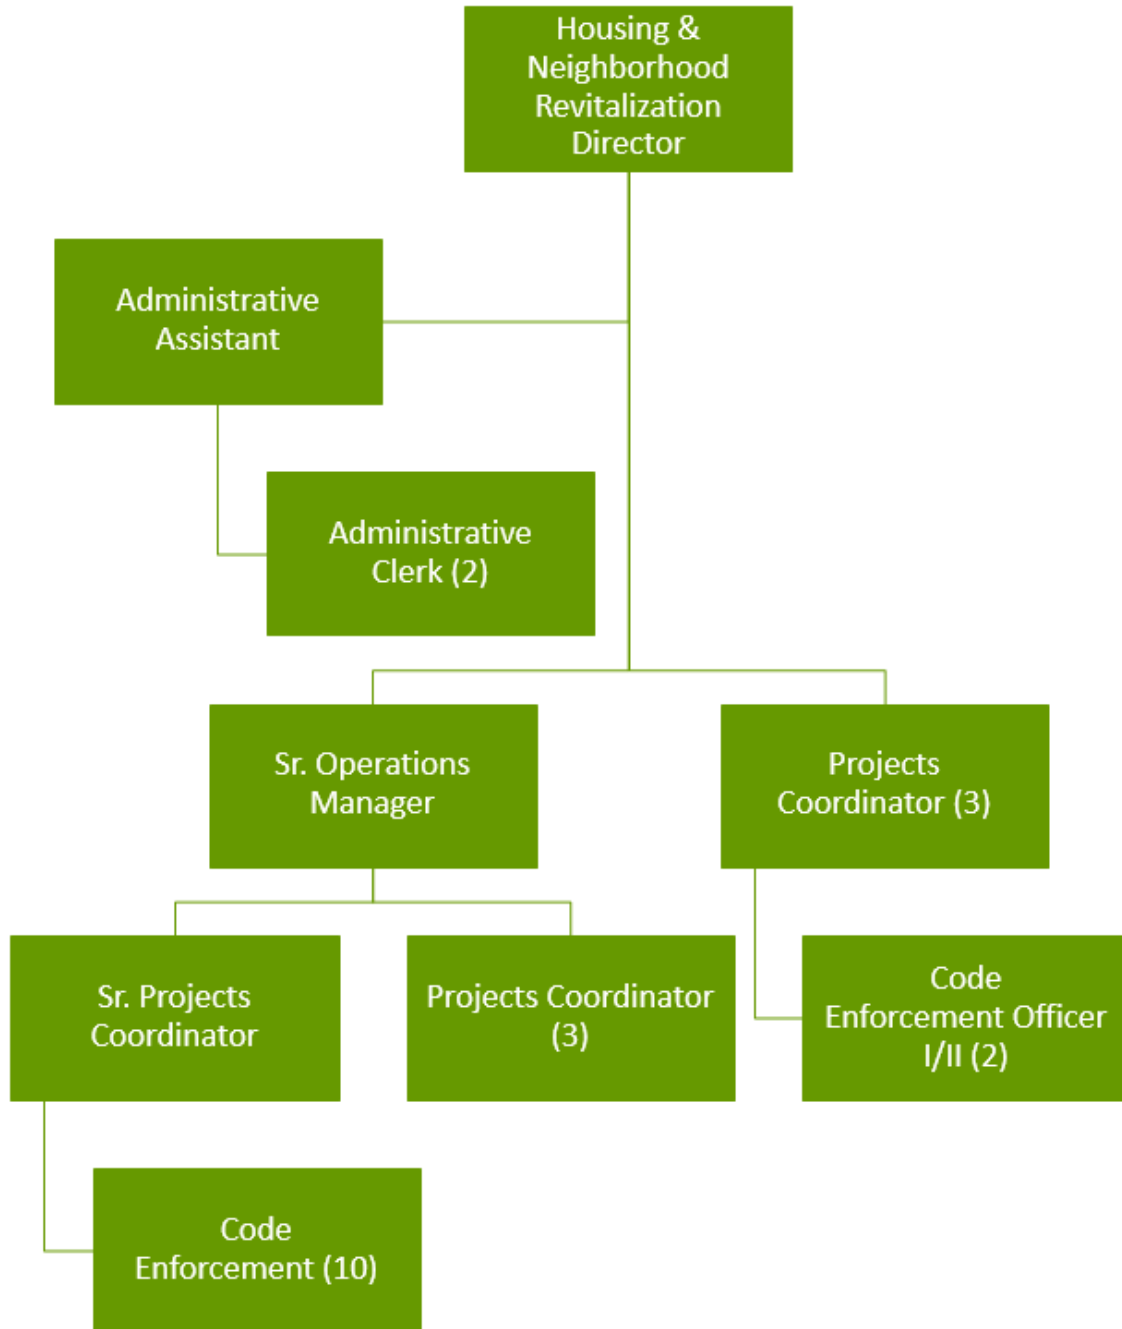 Housing &
Neighborhood
Revitalization
Director
Administrative
Assistant
Administrative
Clerk (2)
Sr. Operations
Manager
Projects
Coordinator (3)
Sr. Projects
Coordinator
Projects Coordinator
(3)
Code
Enforcement Officer
I/II (2)
Code
Enforcement (10)